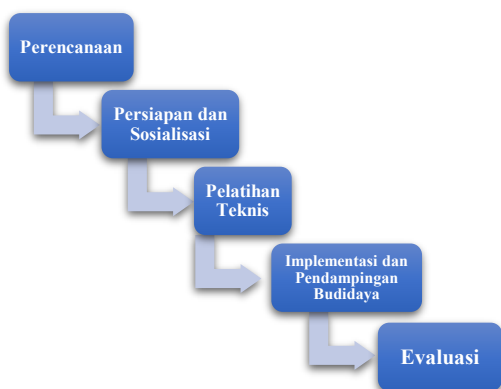 Perencanaan
Persiapan dan
Sosialisasi
Pelatihan
Teknis
Implementasi dan
Pendampingan
Budidaya
Evaluasi